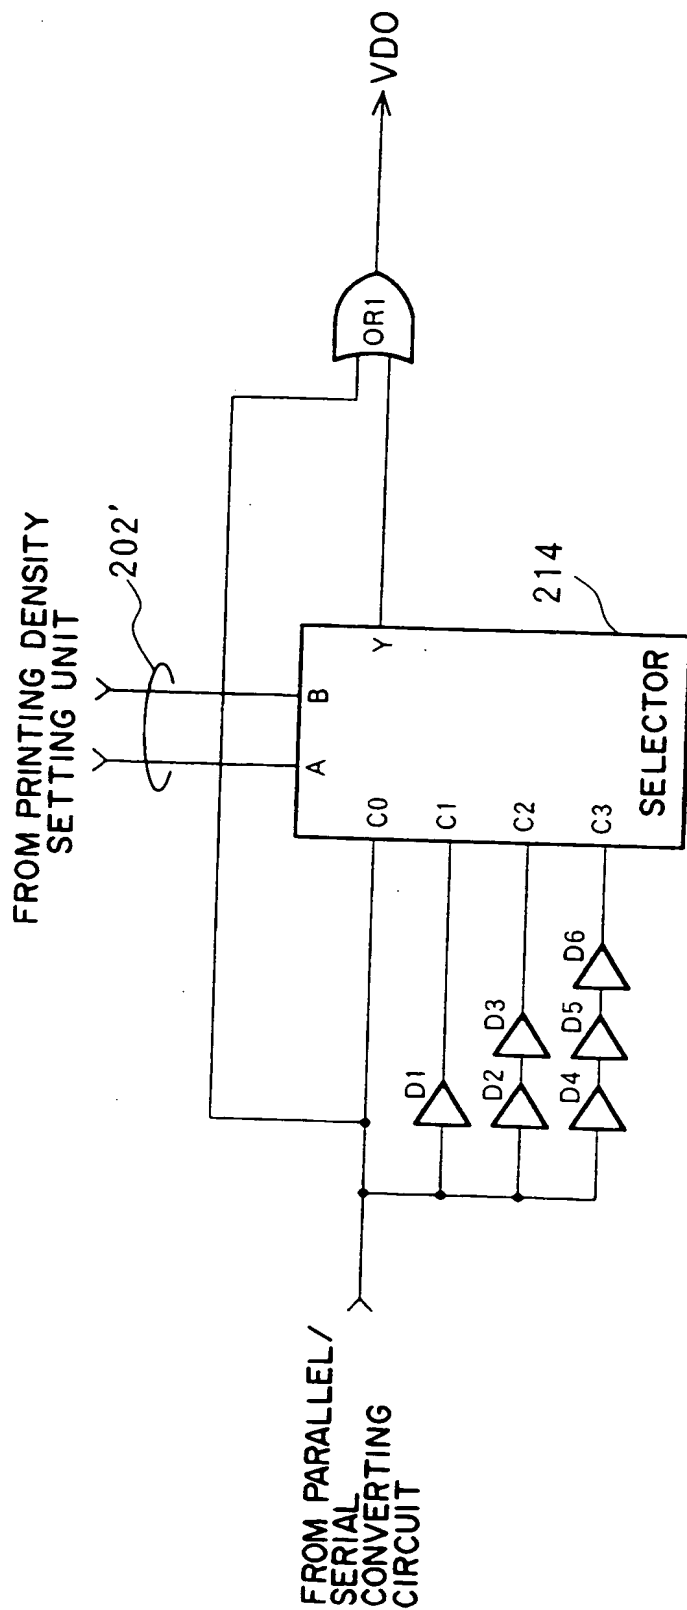 FROM PRINTING DENSITY
SETTING UNIT
202'
A
B
C0
C1
C2
C3
Y
SELECTOR
214
D1
D2
D3
D4
D5
D6
OR1
VDO
FROM PARALLEL/
SERIAL
CONVERTING
CIRCUIT